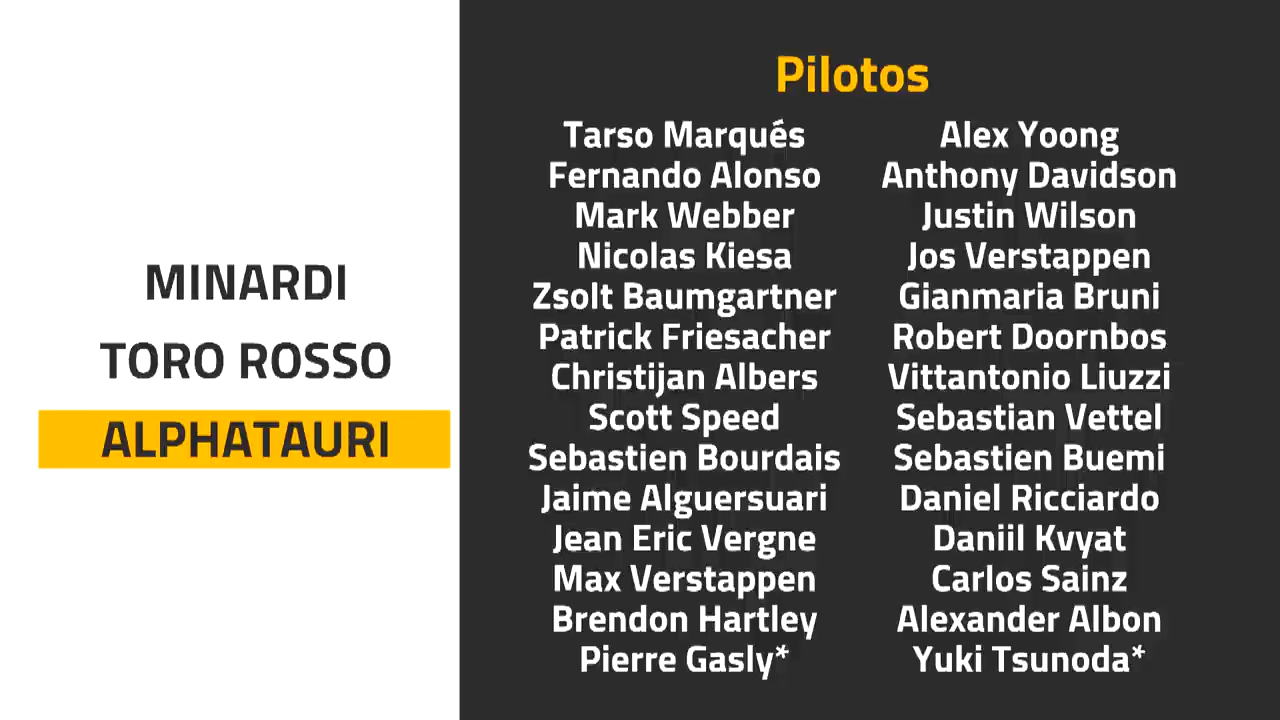 MINARDI
TORO ROSSO
ALPHATAURI
Pilotos
Tarso Marqués
Fernando Alonso
Mark Webber
Nicolas Kiesa
Zsolt Baumgartner
Patrick Friesacher
Christijan Albers
Scott Speed
Sebastien Bourdais
Jaime Alguersuari
Jean Eric Vergne
Max Verstappen
Brendon Hartley
Pierre Gasly*
Alex Yoong
Anthony Davidson
Justin Wilson
Jos Verstappen
Gianmaria Bruni
Robert Doornbos
Vittantonio Liuzzi
Sebastian Vettel
Sebastien Buemi
Daniel Ricciardo
Daniil Kvyat
Carlos Sainz
Alexander Albon
Yuki Tsunoda*